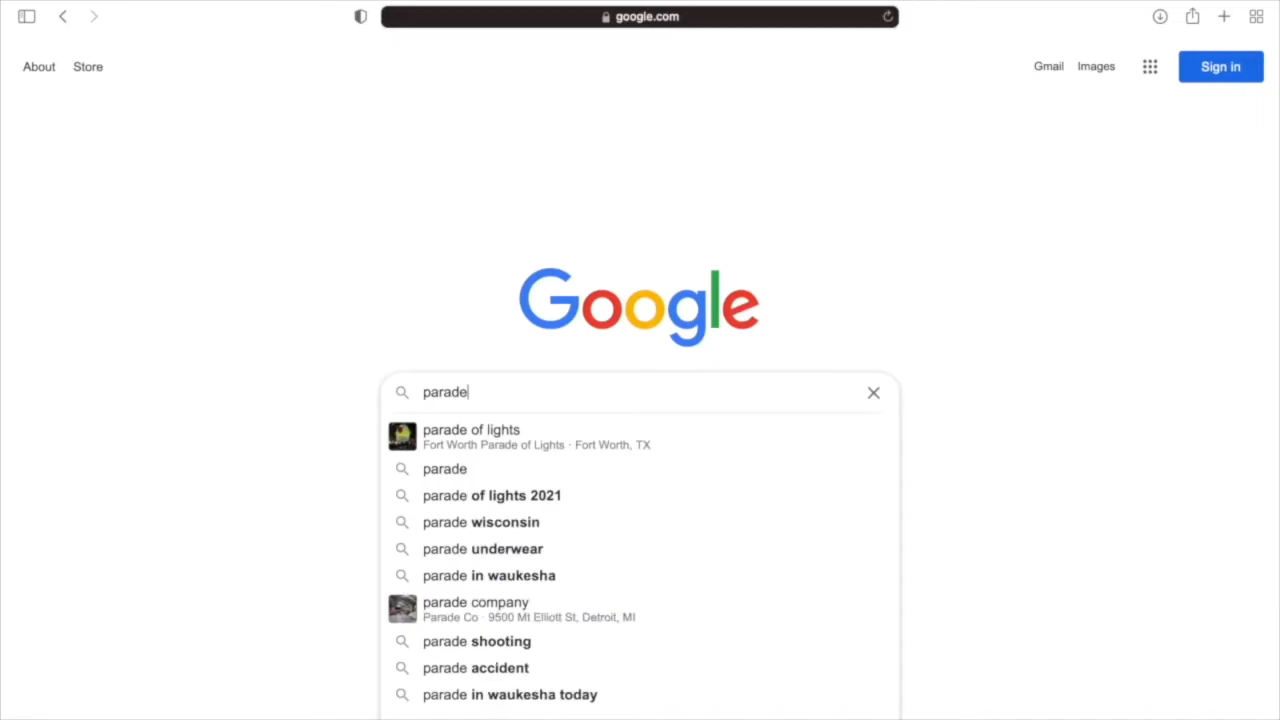 google.com
About Store
Gmail Images Sign in
Google
parade
parade of lights
Fort Worth Parade of Lights · Fort Worth, TX
parade
parade of lights 2021
parade wisconsin
parade underwear
parade in waukesha
parade company
Parade Co · 9500 Mt Elliott St, Detroit, MI
parade shooting
parade accident
parade in waukesha today